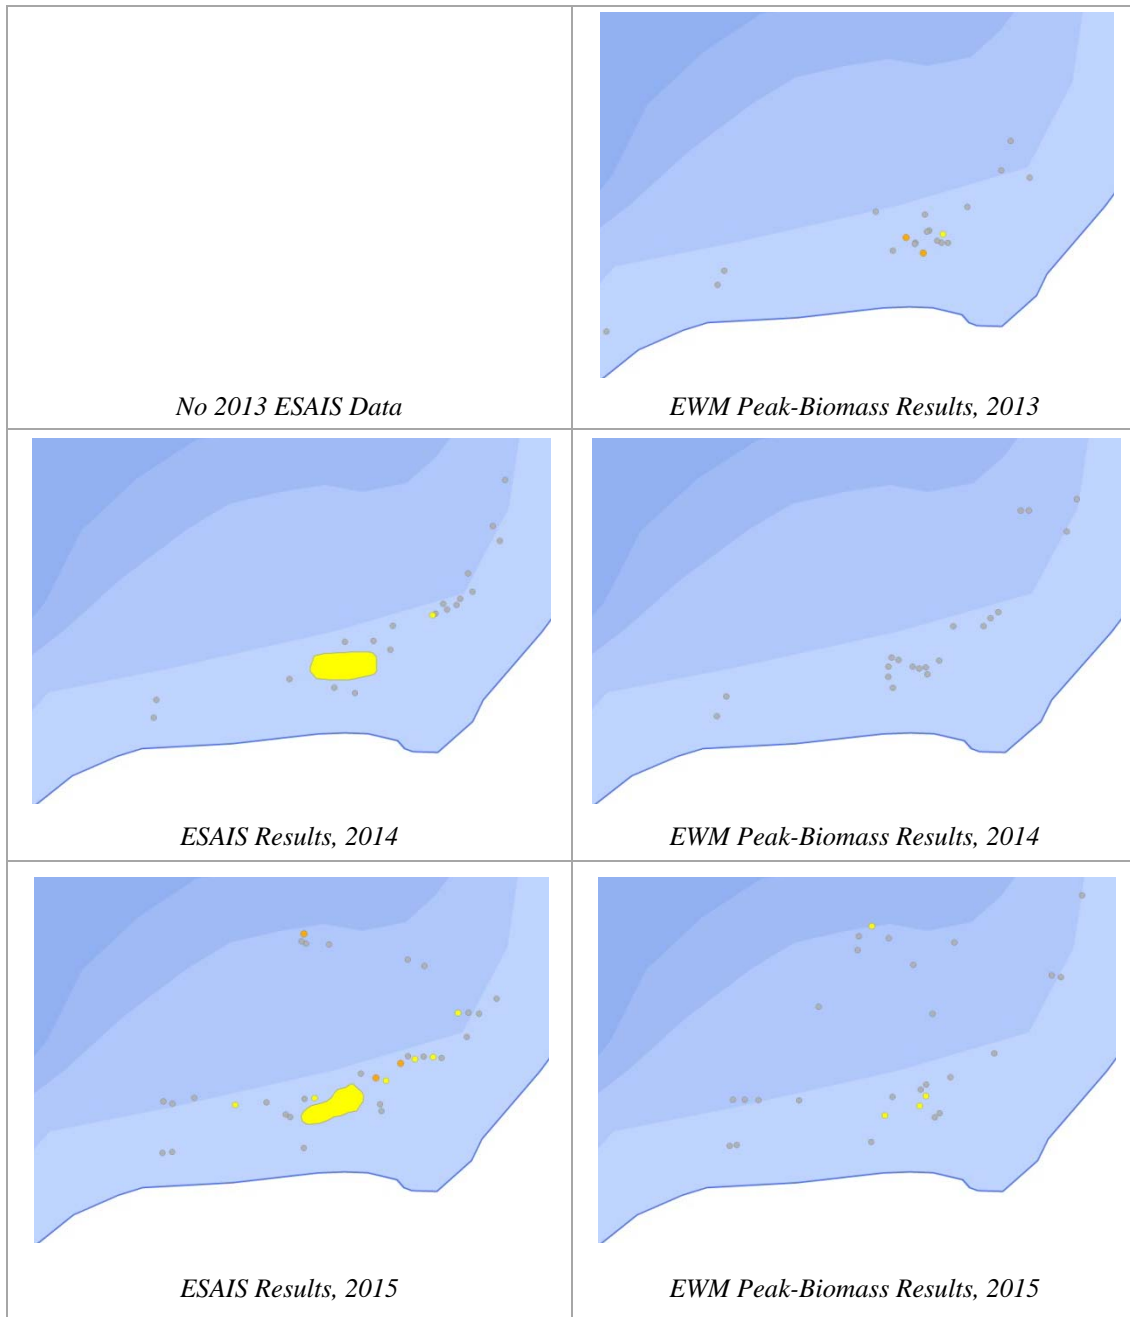 No 2013 ESAIS Data
EWM Peak-Biomass Results, 2013
ESAIS Results, 2014
EWM Peak-Biomass Results, 2014
ESAIS Results, 2015
EWM Peak-Biomass Results, 2015